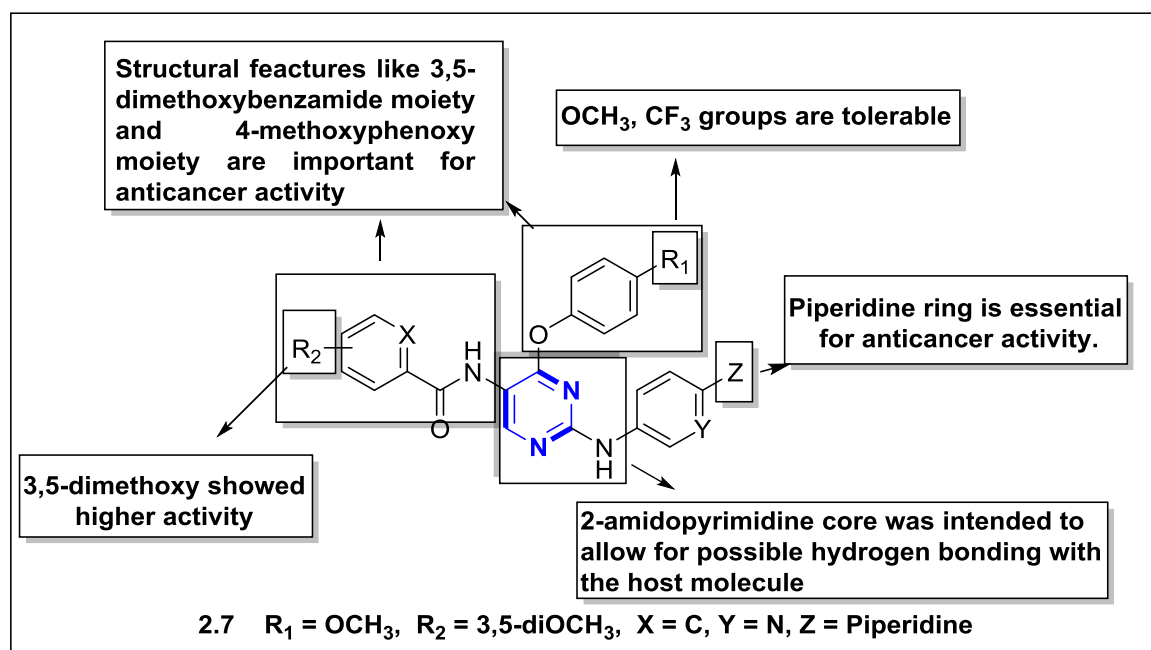 Structural feactures like 3,5-
dimethoxybenzamide moiety
and 4-methoxyphenoxy
moiety are important for
anticancer activity
OCH3, CF3 groups are tolerable
R1
Piperidine ring is essential
for anticancer activity.
R2
X
H
N
O
O
N
N
N
H
Y
Z
3,5-dimethoxy showed
higher activity
2-amidopyrimidine core was intended to
allow for possible hydrogen bonding with
the host molecule
2.7 R1 = OCH3, R2 = 3,5-diOCH3, X = C, Y = N, Z = Piperidine